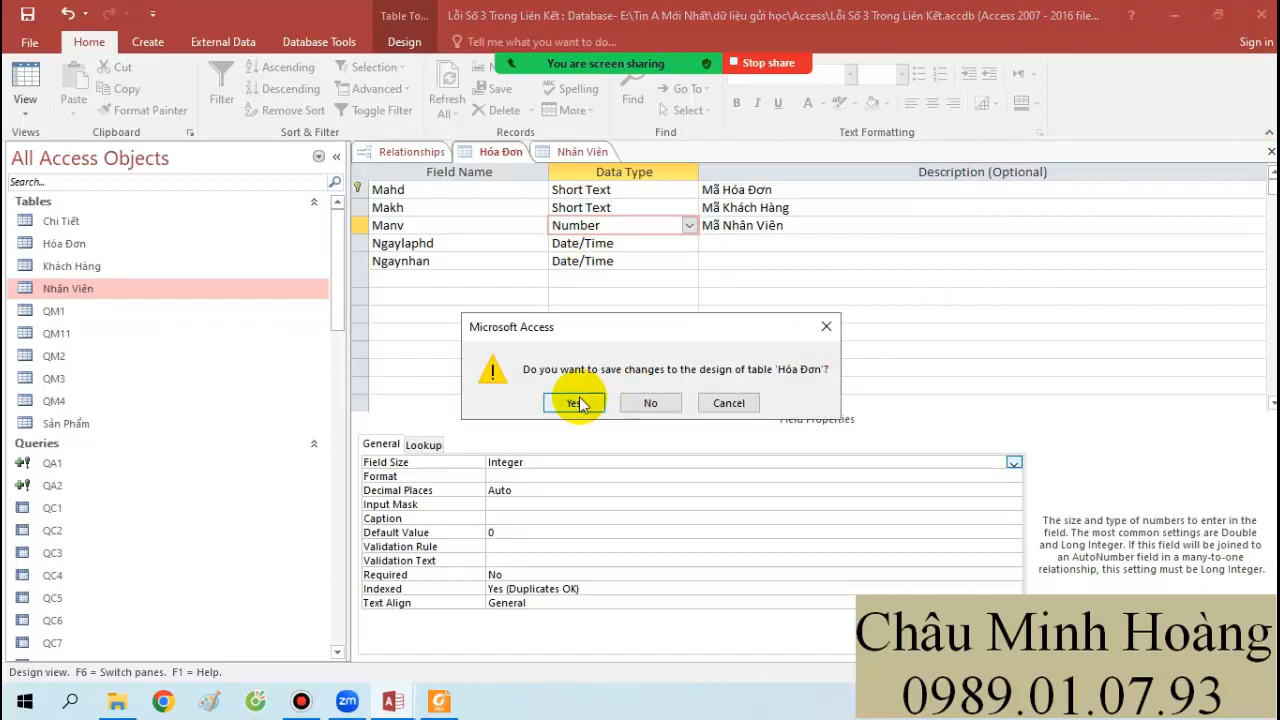 Table To...
Lỗi Số 3 Trong Liên Kết : Database- E:\Tin A Mới Nhất\dữ liệu gửi học\Access\Lỗi Số 3 Trong Liên Kết.accdb (Access 2007 - 2016 file...
File
Home
Create
External Data
Database Tools
Design
Tell me what you want to do...
Sign in
You are screen sharing
Stop share
View
Views
Paste
Cut
Copy
Format Painter
Clipboard
Filter
Ascending
Descending
Remove Sort
Selection
Advanced
Toggle Filter
Sort & Filter
Refresh
All
Save
Delete
Spelling
More
Records
Find
Go To
Select
Find
B I U A
Text Formatting
All Access Objects
Search...
Tables
Chi Tiết
Hóa Đơn
Khách Hàng
Nhân Viên
QM1
QM11
QM2
QM3
QM4
Sản Phẩm
Queries
QA1
QA2
QC1
QC2
QC3
QC4
QC5
QC6
QC7
Relationships
Hóa Đơn
Nhân Viên
Field Name Data Type Description (Optional)
Mahd Short Text Mã Hóa Đơn
Makh Short Text Mã Khách Hàng
Manv Number Mã Nhân Viên
Ngaylaphd Date/Time
Ngaynhan Date/Time
Microsoft Access
Do you want to save changes to the design of table 'Hóa Đơn'?
Yes No Cancel
Field Properties
General Lookup
Field Size Integer
Format
Decimal Places Auto
Input Mask
Caption
Default Value 0
Validation Rule
Validation Text
Required No
Indexed Yes (Duplicates OK)
Text Align General
The size and type of numbers to enter in the
field. The most common settings are Double
and Long Integer. If this field will be joined to
an AutoNumber field in a many-to-one
relationship, this setting must be Long Integer.
Design view. F6 = Switch panes. F1 = Help.
zm
Châu Minh Hoàng
0989.01.07.93